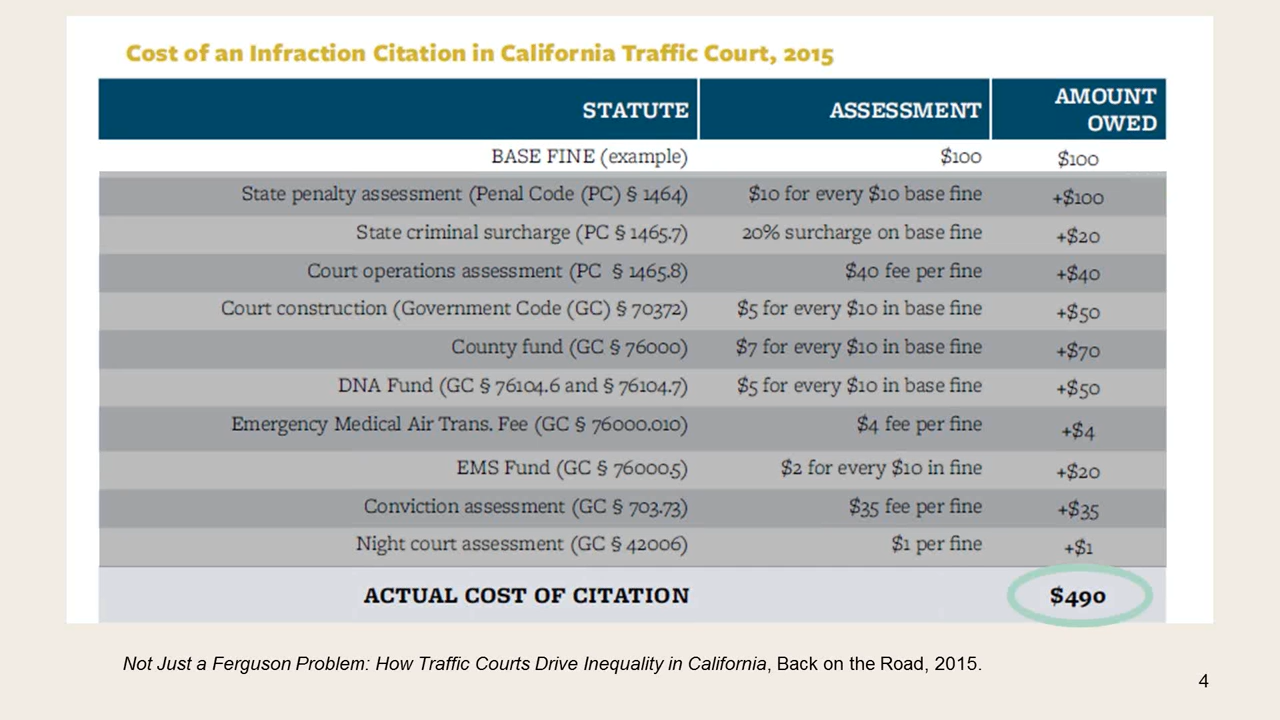 Cost of an Infraction Citation in California Traffic Court, 2015
STATUTE ASSESSMENT AMOUNT OWED
BASE FINE (example) $100 $100
State penalty assessment (Penal Code (PC) § 1464) $10 for every $10 base fine +$100
State criminal surcharge (PC § 1465.7) 20% surcharge on base fine +$20
Court operations assessment (PC § 1465.8) $40 fee per fine +$40
Court construction (Government Code (GC) § 70372) $5 for every $10 in base fine +$50
County fund (GC § 76000) $7 for every $10 in base fine +$70
DNA Fund (GC § 76104.6 and § 76104.7) $5 for every $10 in base fine +$50
Emergency Medical Air Trans. Fee (GC § 76000.010) $4 fee per fine +$4
EMS Fund (GC § 76000.5) $2 for every $10 in fine +$20
Conviction assessment (GC § 703.73) $35 fee per fine +$35
Night court assessment (GC § 42006) $1 per fine +$1
ACTUAL COST OF CITATION $490
Not Just a Ferguson Problem: How Traffic Courts Drive Inequality in California, Back on the Road, 2015.
4